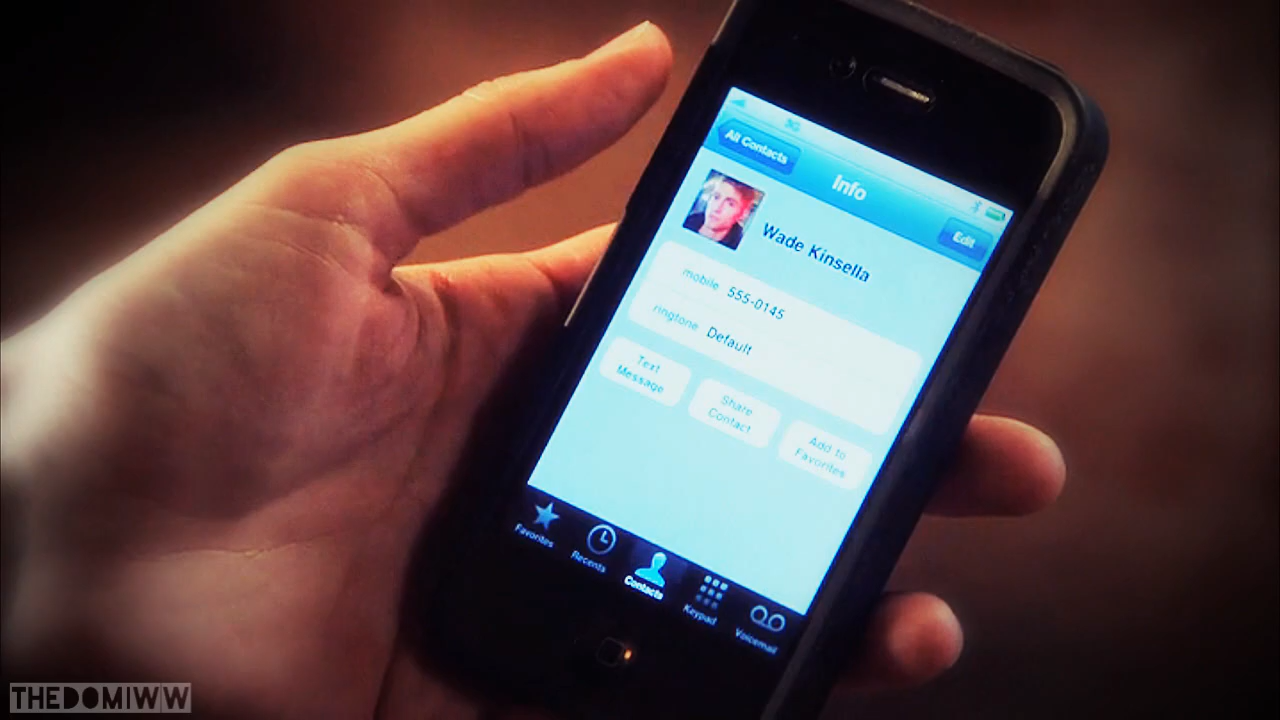 3G
All Contacts
Info
Edit
Wade Kinsella
mobile 555-0145
ringtone Default
Text
Message
Share
Contact
Add to
Favorites
Favorites
Recents
Contacts
Keypad
Voicemail
THEDOMIWW